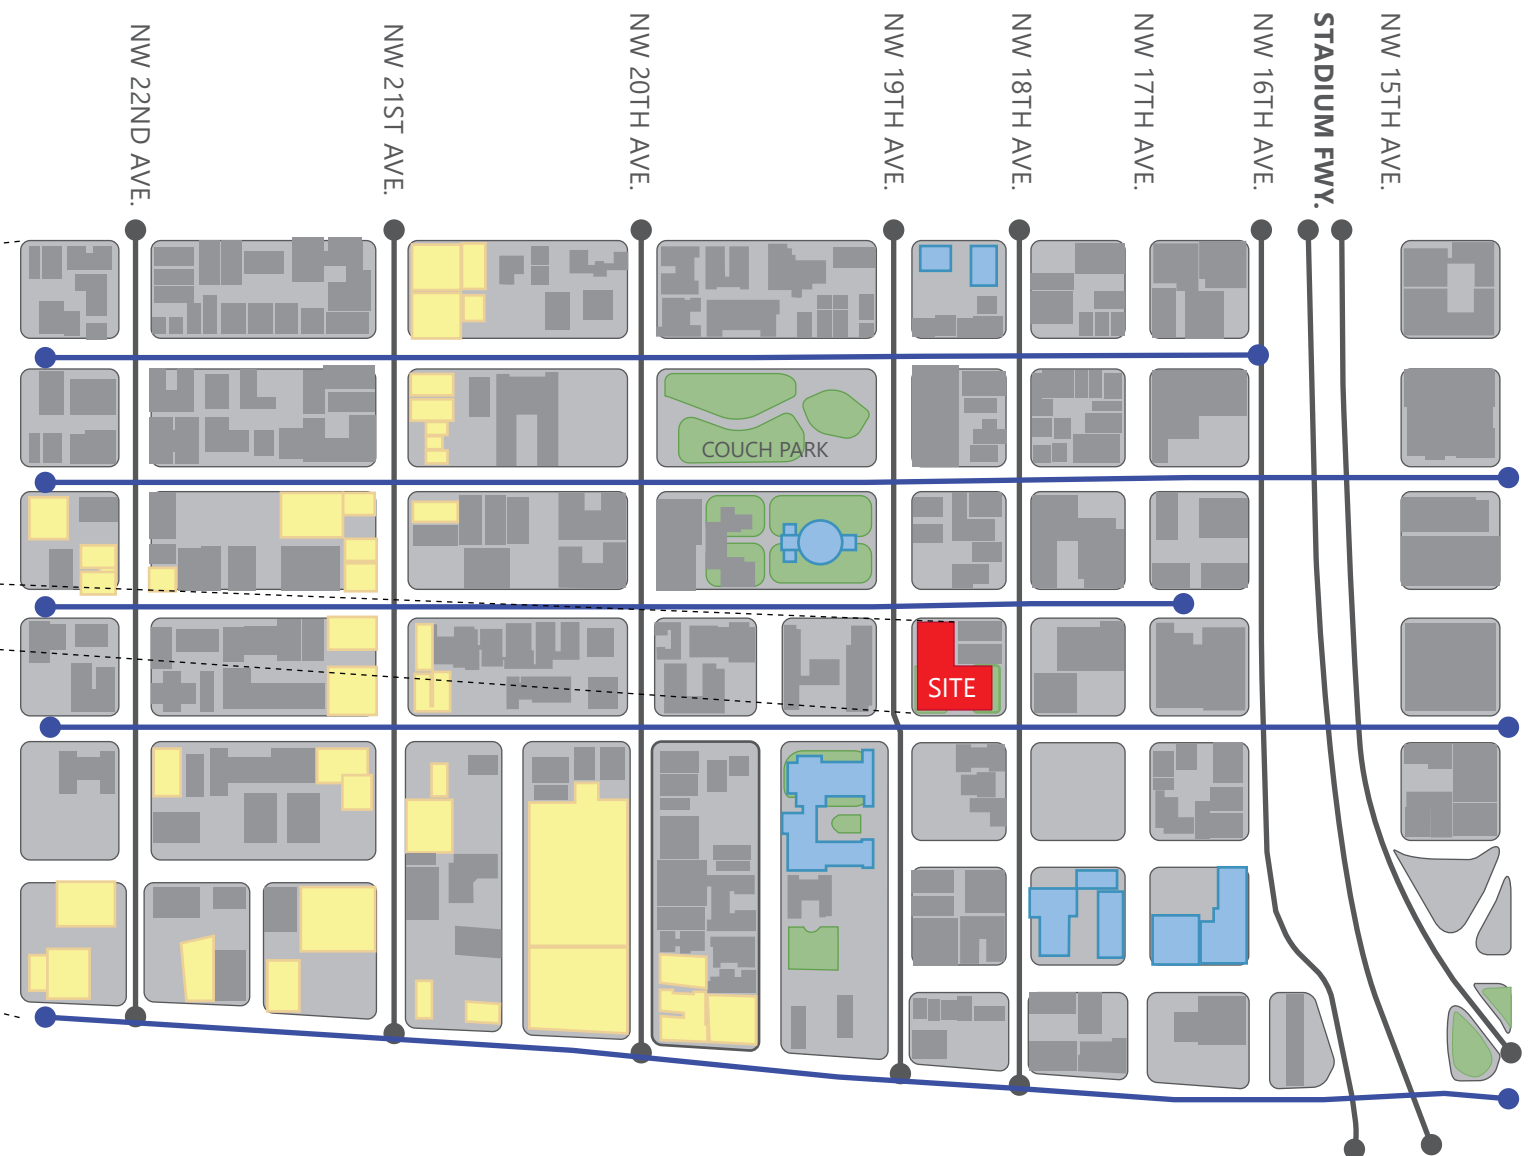 NW 22ND AVE.
NW 21ST AVE.
NW 20TH AVE.
NW 19TH AVE.
NW 18TH AVE.
NW 17TH AVE.
NW 16TH AVE.
STADIUM FWY.
NW 15TH AVE.
COUCH PARK
SITE